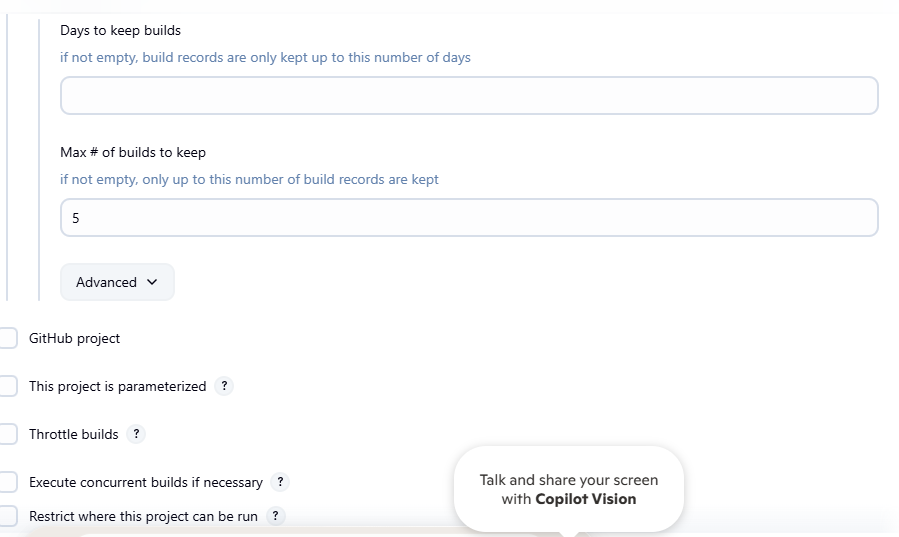 Days to keep builds
if not empty, build records are only kept up to this number of days
Max # of builds to keep
if not empty, only up to this number of build records are kept
5
Advanced
GitHub project
This project is parameterized ?
Throttle builds ?
Execute concurrent builds if necessary ?
Talk and share your screen
with Copilot Vision
Restrict where this project can be run ?